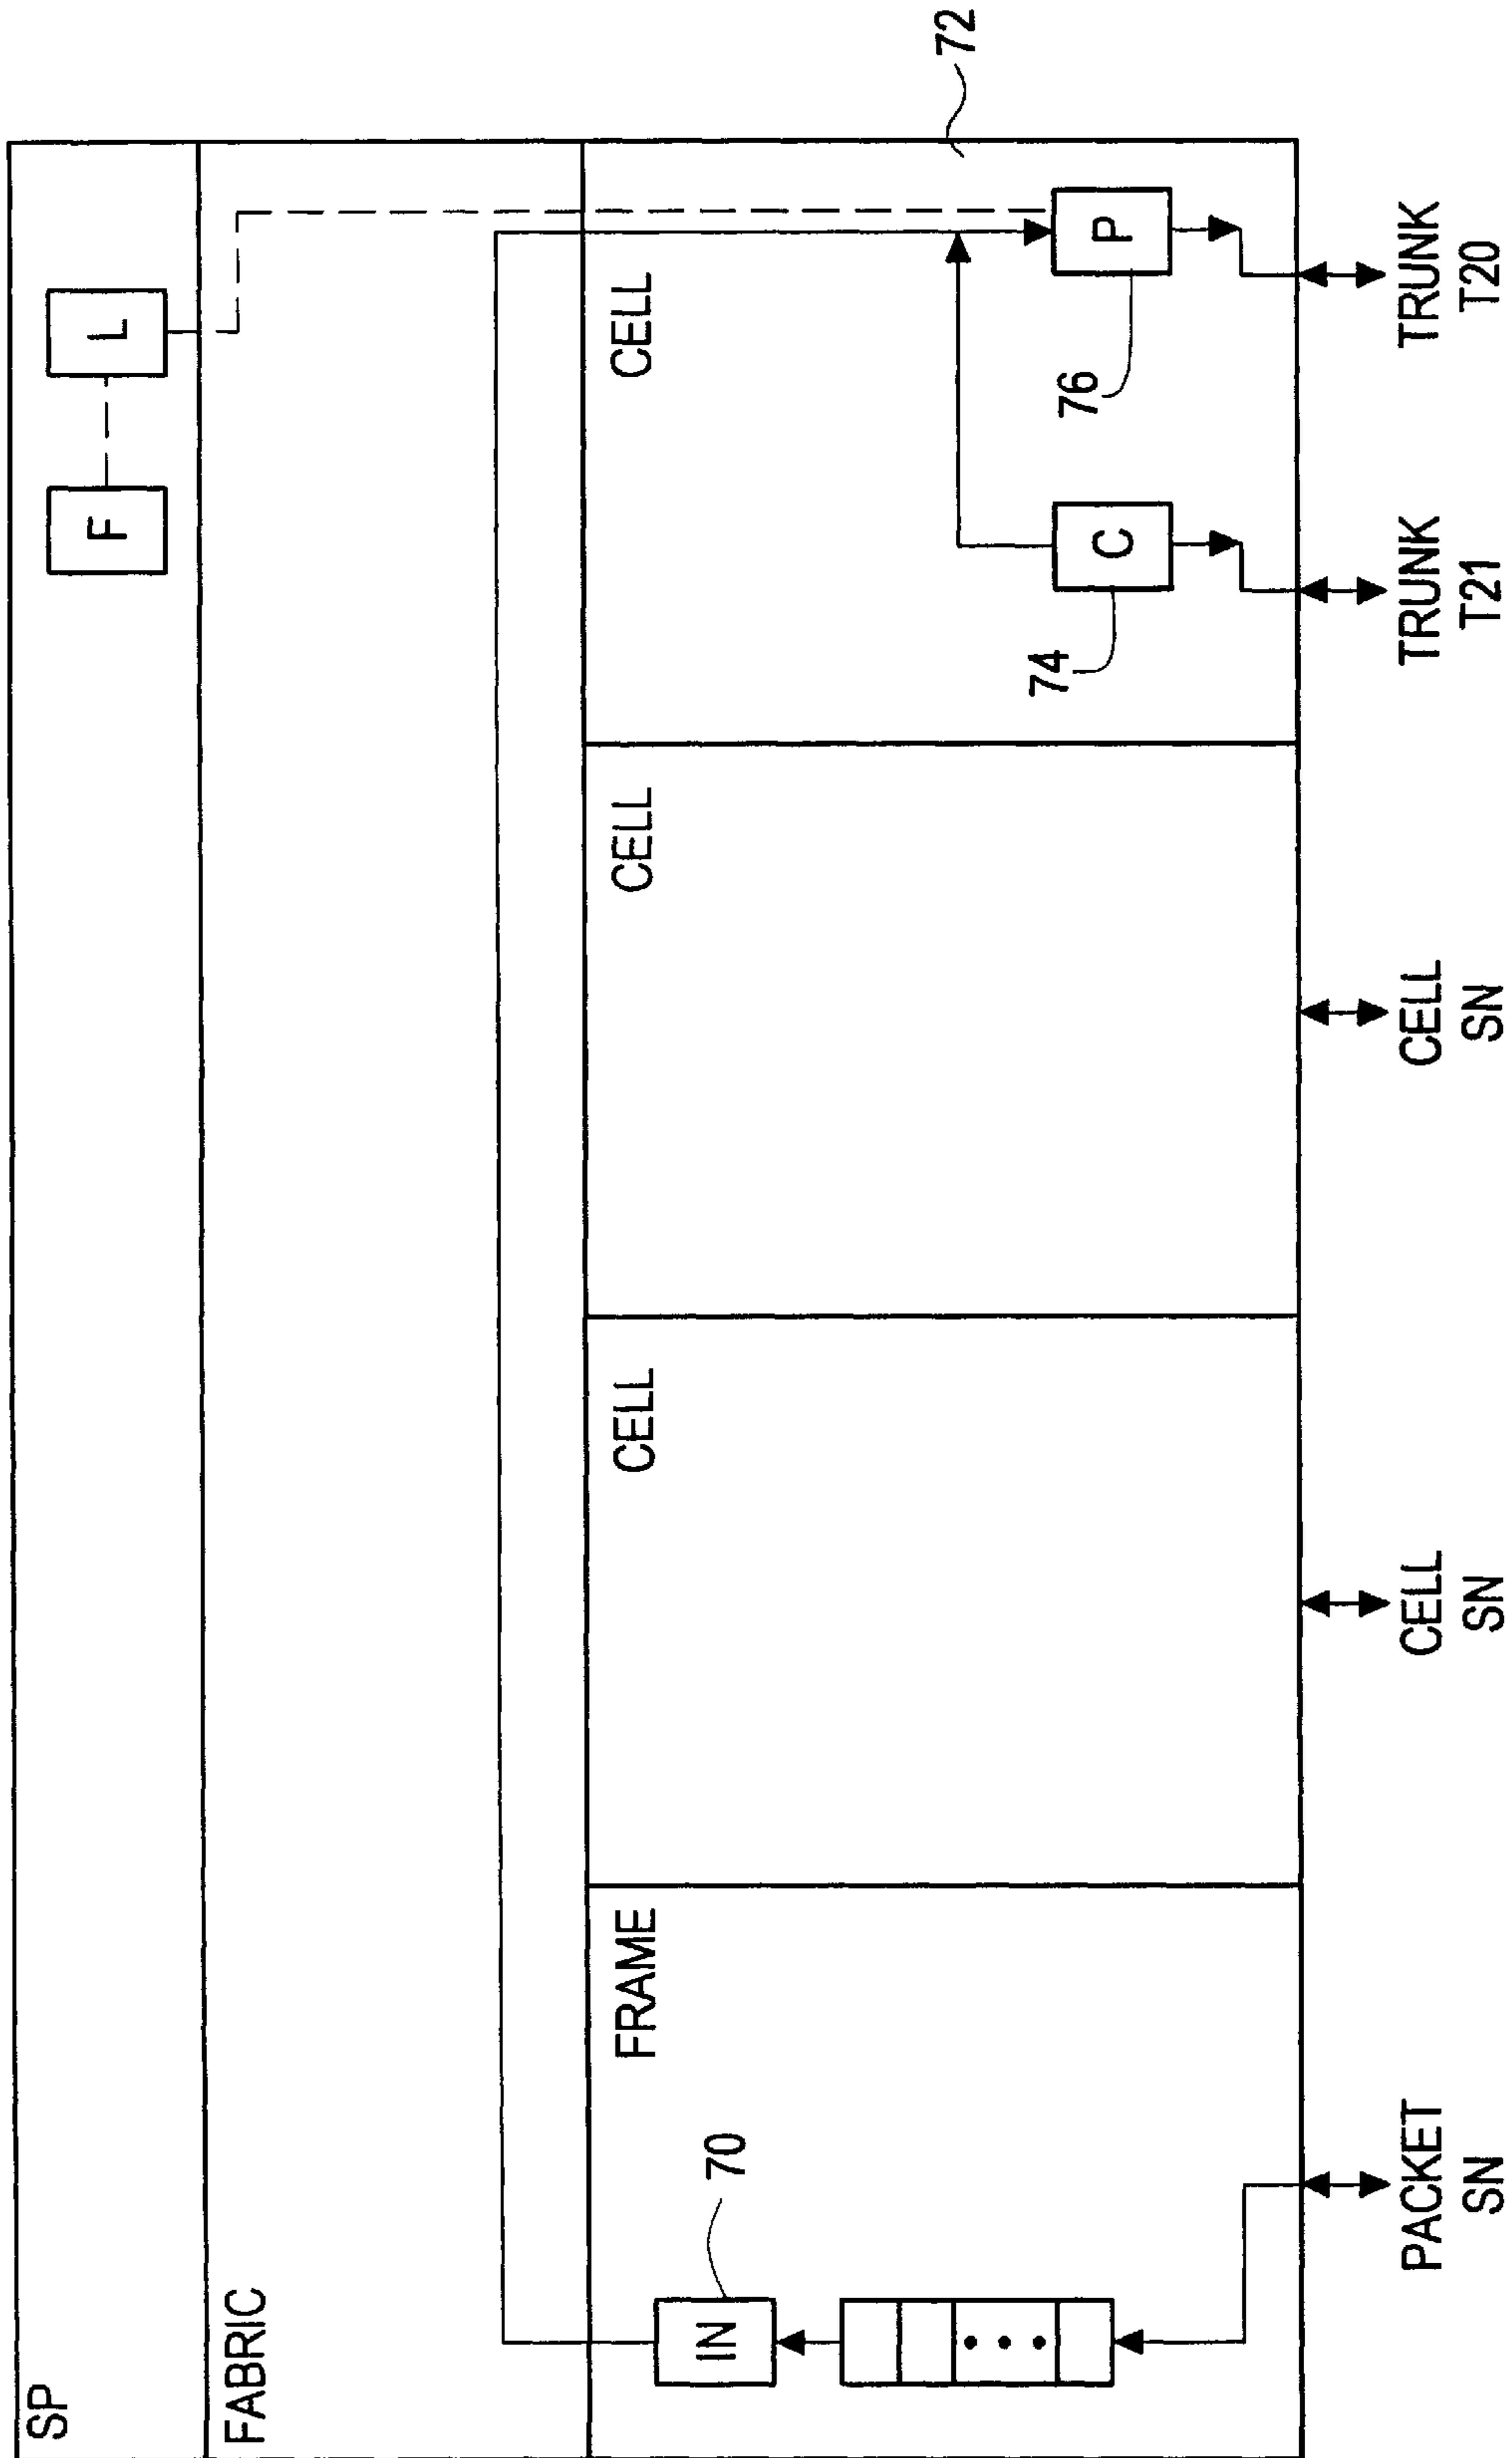 SP
F
L
FABRIC
FRAME
CELL
CELL
CELL
72
IN
70
74
C
76
P
PACKET
SN
CELL
SN
CELL
SN
TRUNK
T21
TRUNK
T20